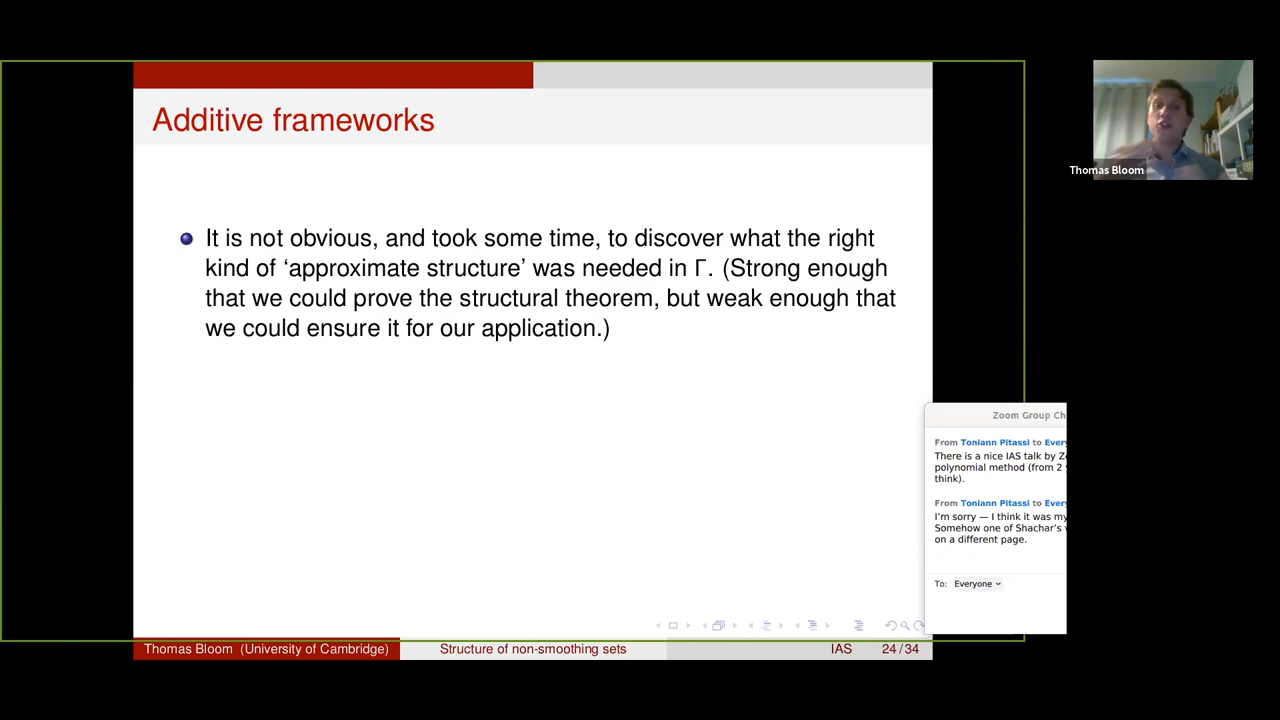 Additive frameworks
It is not obvious, and took some time, to discover what the right
kind of ‘approximate structure’ was needed in Γ. (Strong enough
that we could prove the structural theorem, but weak enough that
we could ensure it for our application.)
Thomas Bloom (University of Cambridge)
Structure of non-smoothing sets
IAS
24/34
Thomas Bloom
Zoom Group Ch
From Toniann Pitassi to Every
There is a nice IAS talk by Z
polynomial method (from 2
think).
From Toniann Pitassi to Every
I'm sorry — I think it was my
Somehow one of Shachar's
on a different page.
To: Everyone